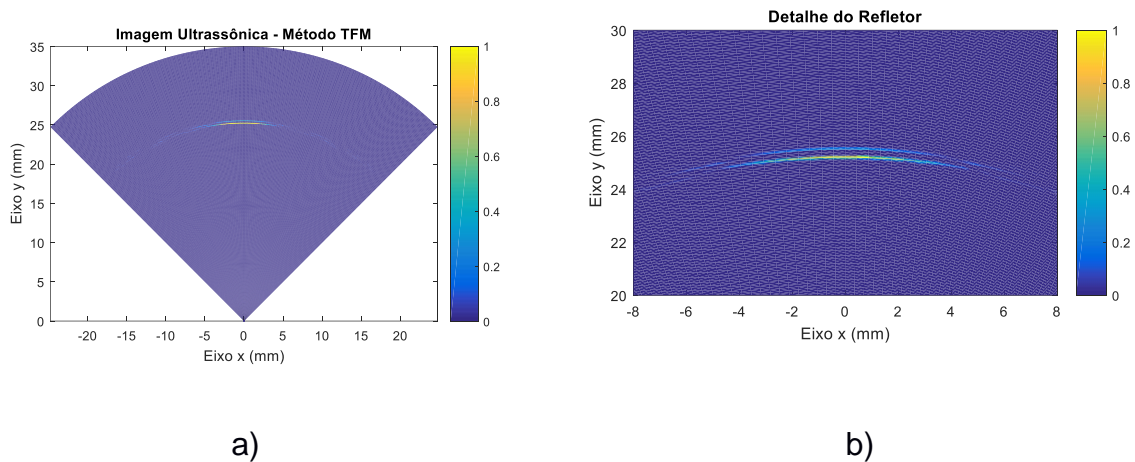 Imagem Ultrassônica - Método TFM
35
30
25
20
15
10
5
0
Eixo y (mm)
-20 -15 -10 -5 0 5 10 15 20
Eixo x (mm)
1
0.8
0.6
0.4
0.2
0
a)
Detalhe do Refletor
30
28
26
24
22
20
Eixo y (mm)
-8 -6 -4 -2 0 2 4 6 8
Eixo x (mm)
1
0.8
0.6
0.4
0.2
0
b)